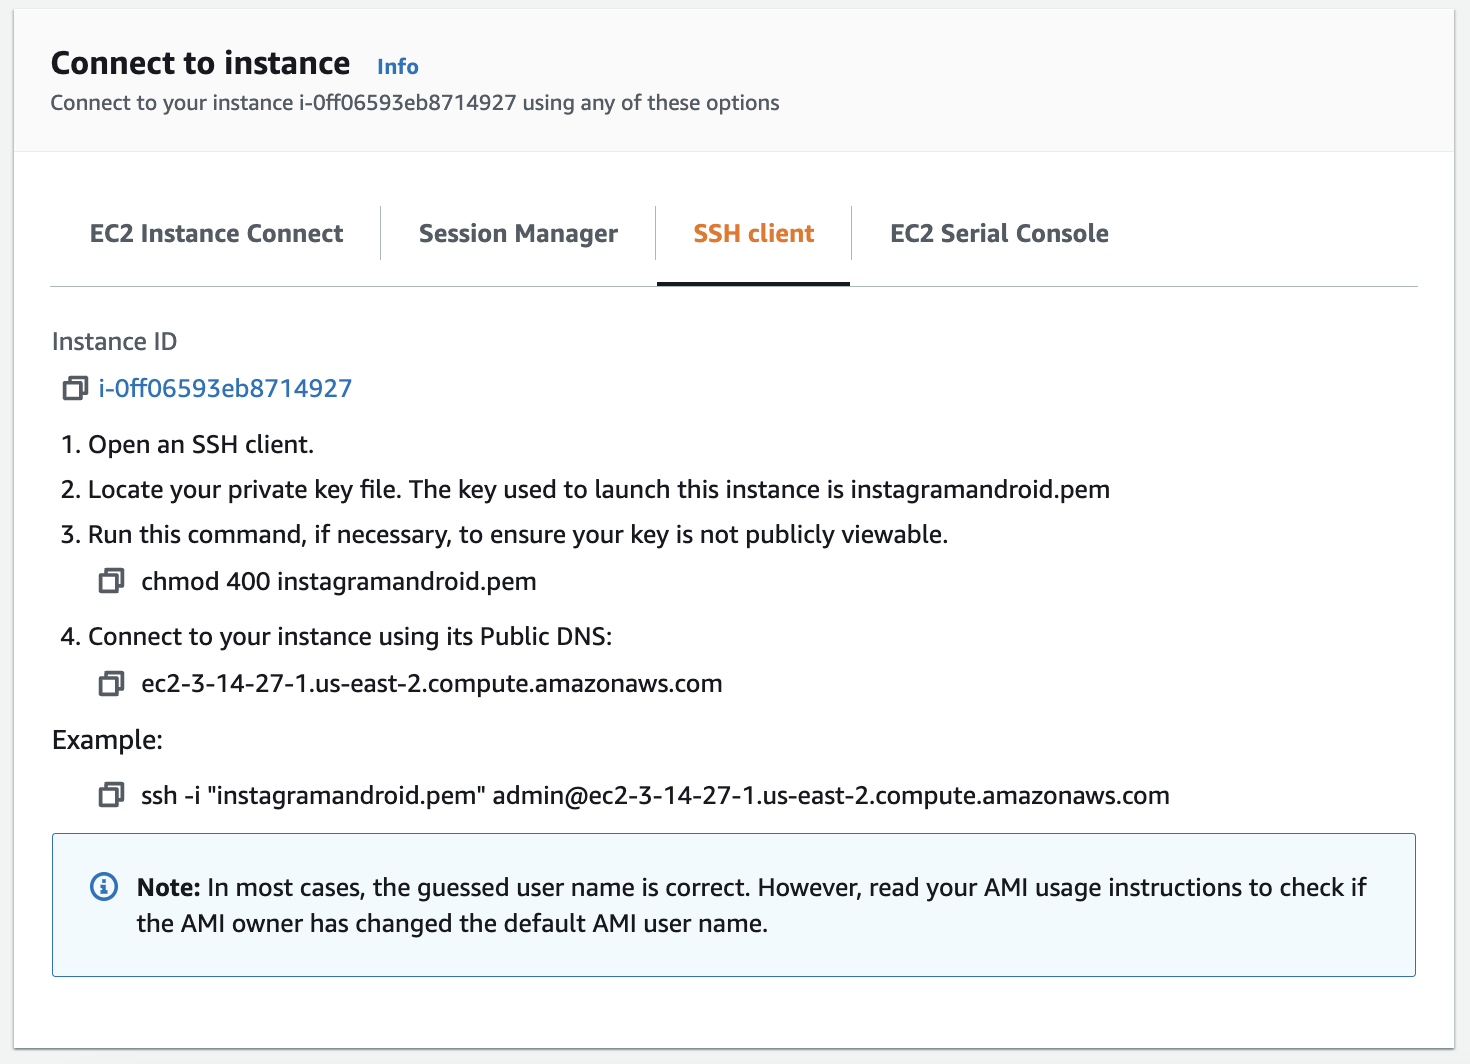 Connect to instance Info
Connect to your instance i-0ff06593eb8714927 using any of these options
EC2 Instance Connect
Session Manager
SSH client
EC2 Serial Console
Instance ID
i-0ff06593eb8714927
1. Open an SSH client.
2. Locate your private key file. The key used to launch this instance is instagramandroid.pem
3. Run this command, if necessary, to ensure your key is not publicly viewable.
chmod 400 instagramandroid.pem
4. Connect to your instance using its Public DNS:
ec2-3-14-27-1.us-east-2.compute.amazonaws.com
Example:
ssh -i "instagramandroid.pem" admin@ec2-3-14-27-1.us-east-2.compute.amazonaws.com
Note: In most cases, the guessed user name is correct. However, read your AMI usage instructions to check if
the AMI owner has changed the default AMI user name.